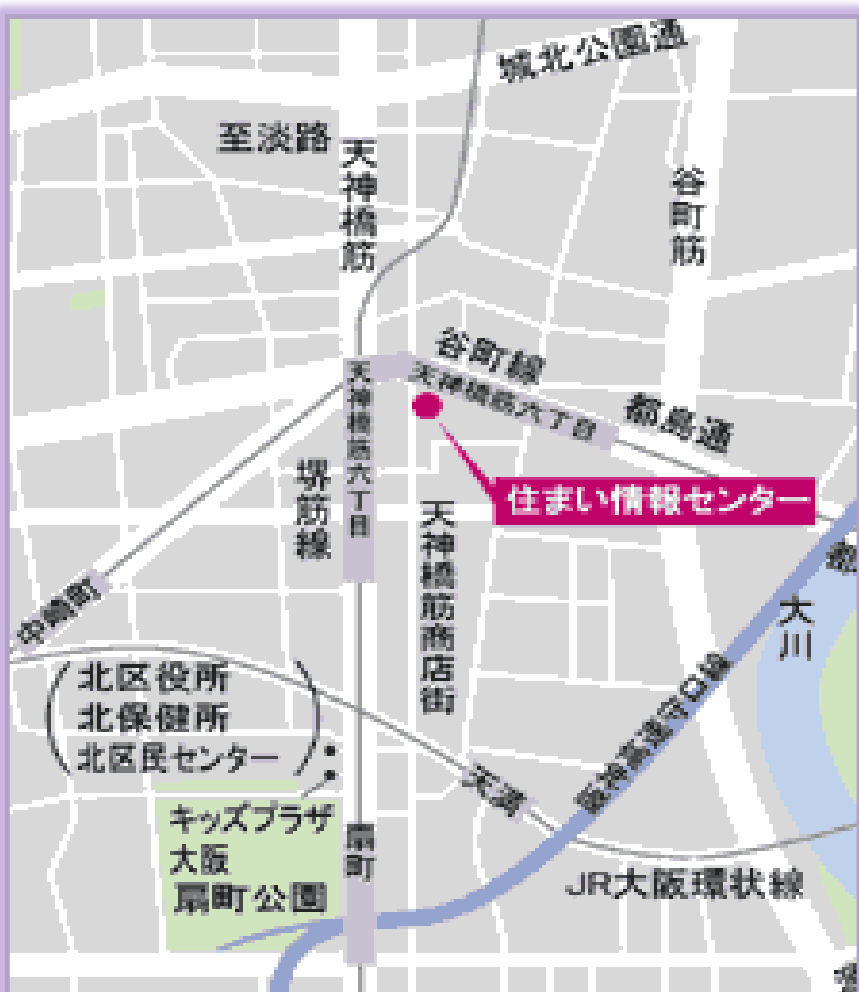 城北公園通
至淡路
天神橋筋
谷町筋
谷町線
天神橋筋六丁目
都島通
天神橋筋六丁目
住まい情報センター
堺筋線
天神橋筋商店街
中崎町
大川
北区役所
北保健所
北区民センター
阪神高速守口線
天満
キッズプラザ
大阪
扇町
扇町公園
JR大阪環状線